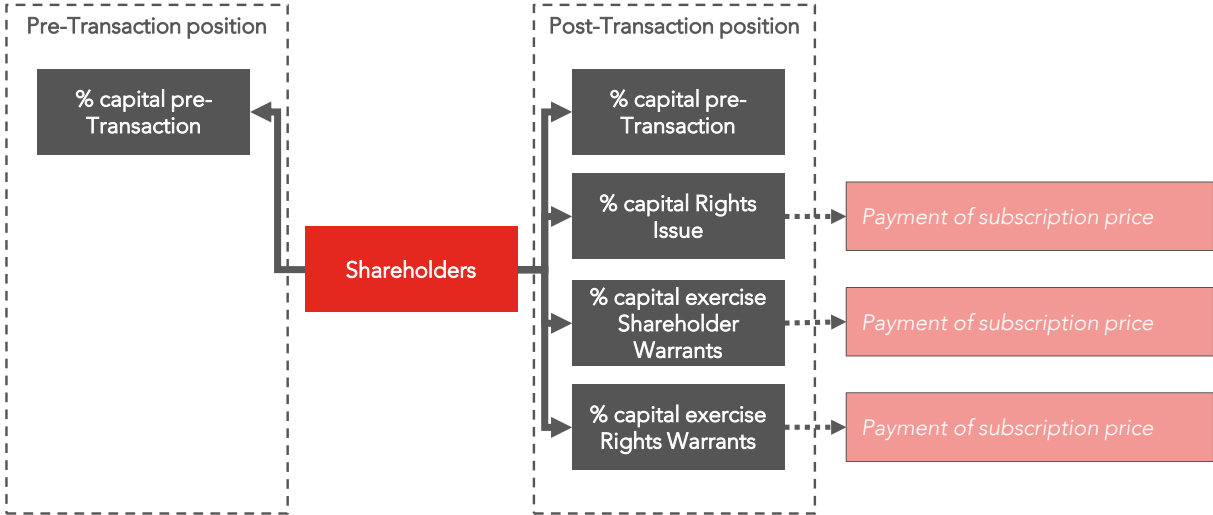 Pre-Transaction position
% capital pre-
Transaction
Shareholders
Post-Transaction position
% capital pre-
Transaction
% capital Rights
Issue
Payment of subscription price
% capital exercise
Shareholder
Warrants
Payment of subscription price
% capital exercise
Rights Warrants
Payment of subscription price